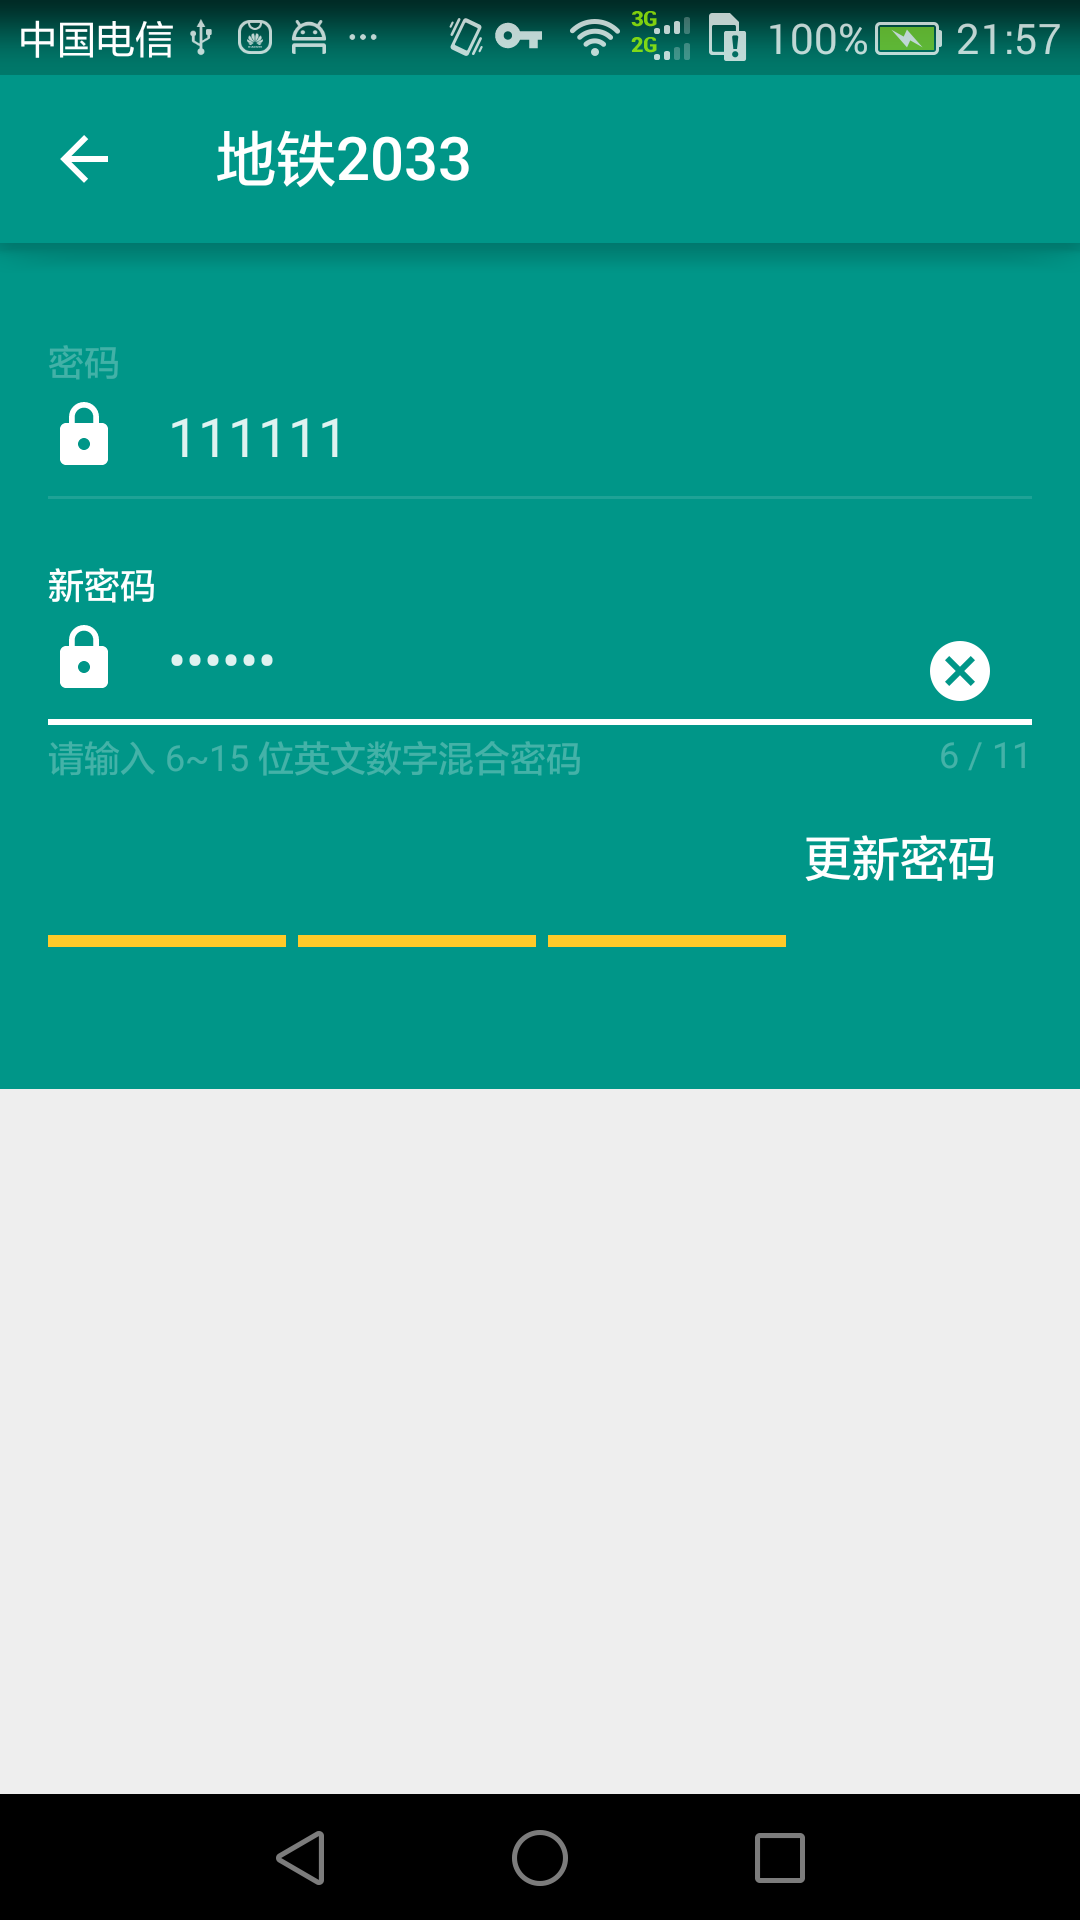 中国电信 ... 3G 2G 100% 21:57
地铁2033
密码
111111
新密码
••••••
请输入 6~15 位英文数字混合密码 6 / 11
更新密码